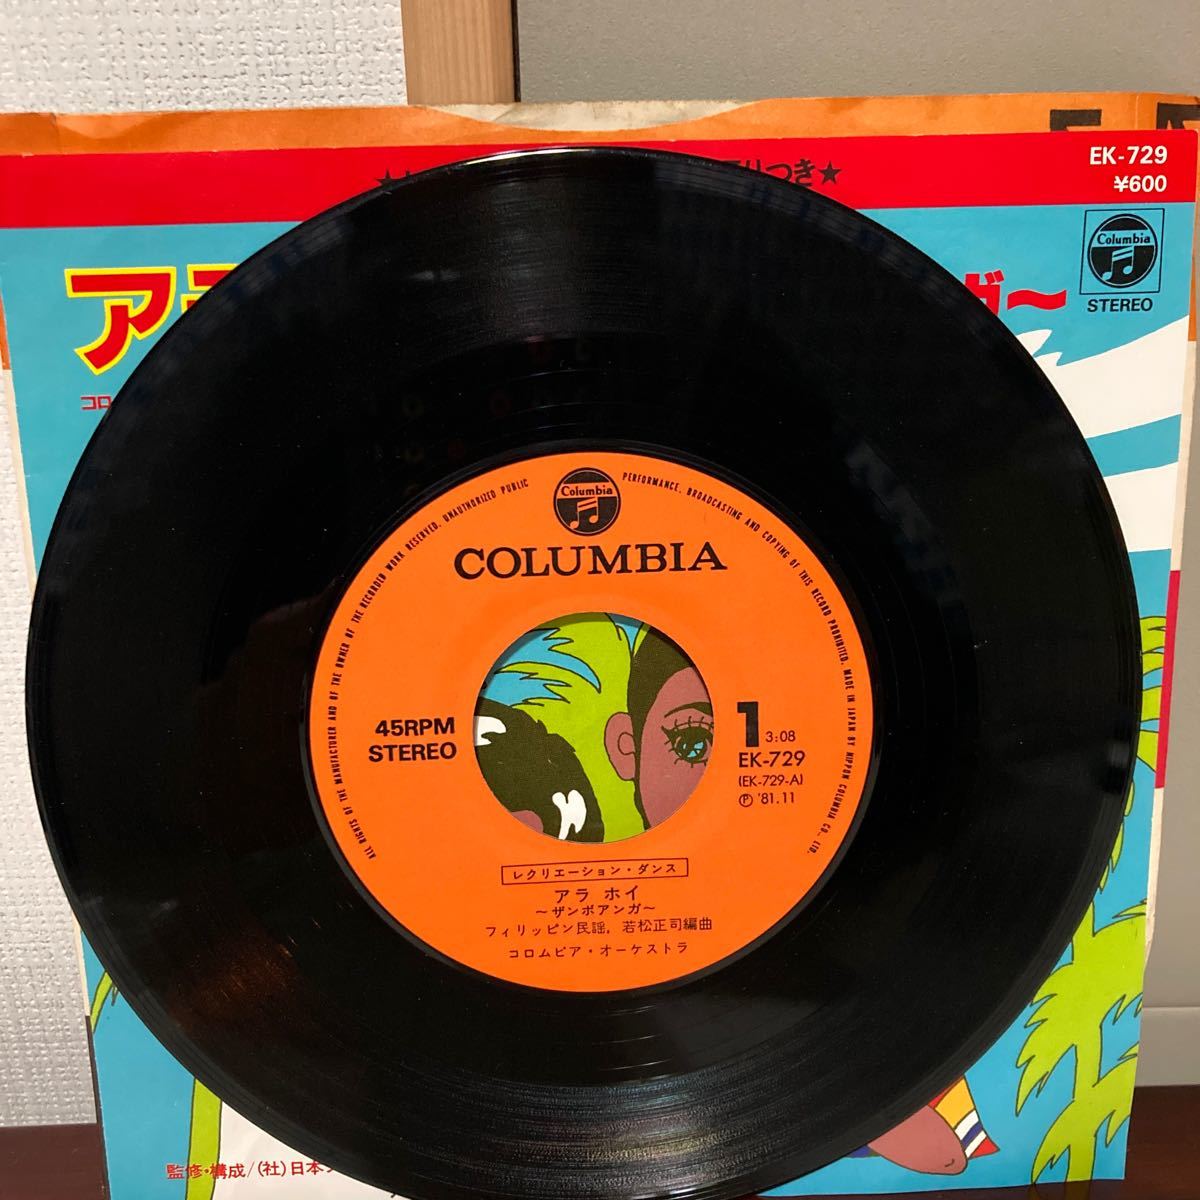 EK-729
¥600
りつき★
Columbia
STEREO
ア
ガ〜
コロ
Columbia
COLUMBIA
ALL RIGHTS OF THE MANUFACTURER AND OF THE OWNER OF THE RECORDED WORK RESERVED. UNAUTHORIZED PUBLIC PERFORMANCE, BROADCASTING AND COPYING OF THIS RECORD PROHIBITED. MADE IN JAPAN BY NIPPON COLUMBIA CO., LTD.
45RPM
STEREO
1 3:08
EK-729
(EK-729-A)
Ⓟ '81.11
レクリエーション・ダンス
アラ ホイ
〜ザンボアンガ〜
フィリッピン民謡, 若松正司編曲
コロムビア・オーケストラ
監修・構成/(社)日本